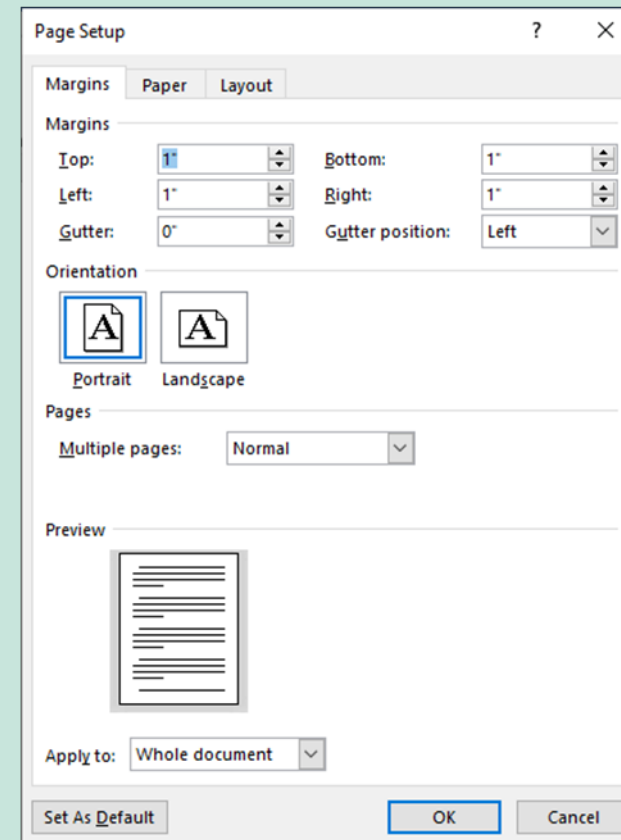 Page Setup ? ×
Margins Paper Layout
Margins
Top: 1" Bottom: 1"
Left: 1" Right: 1"
Gutter: 0" Gutter position: Left
Orientation
A A
Portrait Landscape
Pages
Multiple pages: Normal
Preview
Apply to: Whole document
Set As Default OK Cancel